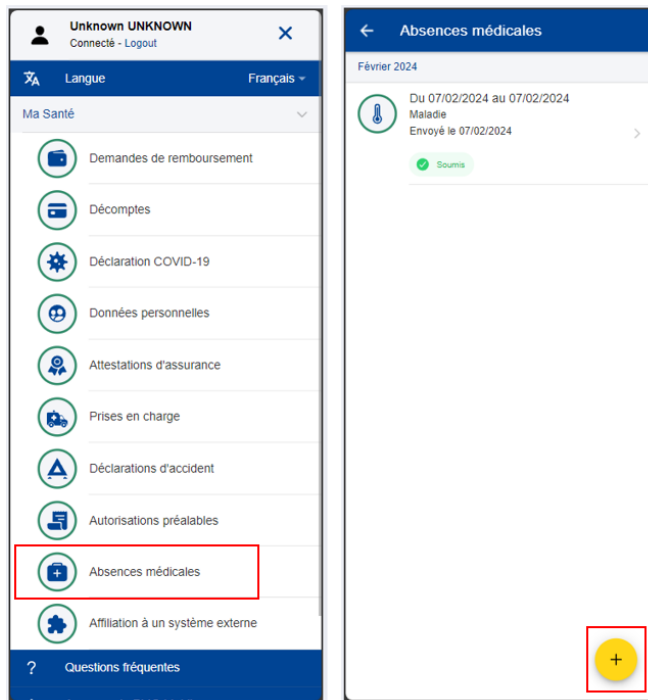 Unknown UNKNOWN
Connecté - Logout
Langue
Français
Ma Santé
Demandes de remboursement
Décomptes
Déclaration COVID-19
Données personnelles
Attestations d'assurance
Prises en charge
Déclarations d'accident
Autorisations préalables
Absences médicales
Affiliation à un système externe
? Questions fréquentes
Absences médicales
Février 2024
Du 07/02/2024 au 07/02/2024
Maladie
Envoyé le 07/02/2024
Soumis
+